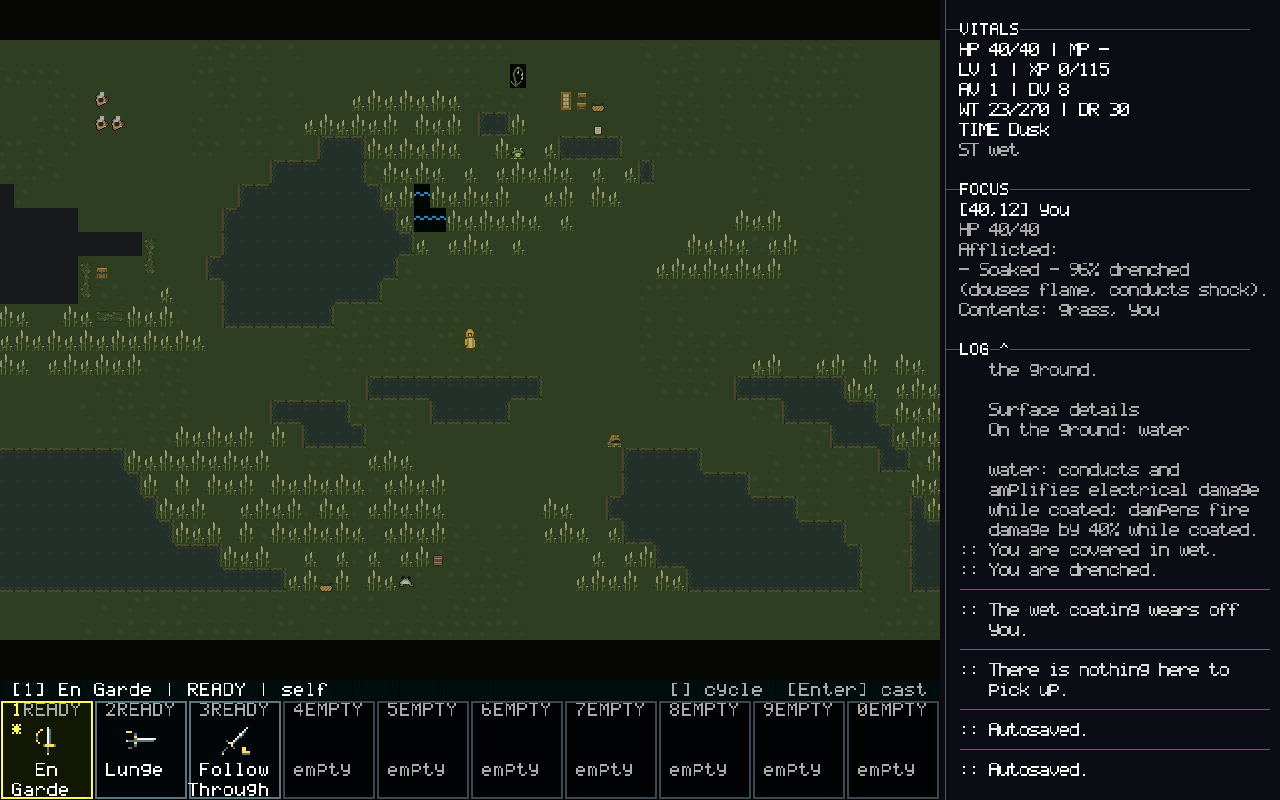 VITALS
HP 40/40 | MP -
LV 1 | XP 0/115
AV 1 | DV 8
WT 23/270 | DR 30
TIME Dusk
ST wet
FOCUS
[40,12] You
HP 40/40
Afflicted:
- Soaked - 96% drenched
(douses flame, conducts shock).
Contents: grass, You
LOG ^
the ground.
Surface details
On the ground: water
water: conducts and
amplifies electrical damage
while coated; dampens fire
damage by 40% while coated.
:: You are covered in wet.
:: You are drenched.
:: The wet coating wears off
you.
:: There is nothing here to
pick up.
:: Autosaved.
:: Autosaved.
[1] En Garde | READY | self
[] cycle [Enter] cast
1READY 2READY 3READY 4EMPTY 5EMPTY 6EMPTY 7EMPTY 8EMPTY 9EMPTY 0EMPTY
*
En Garde
Lunge
Follow Through
empty empty empty empty empty empty empty